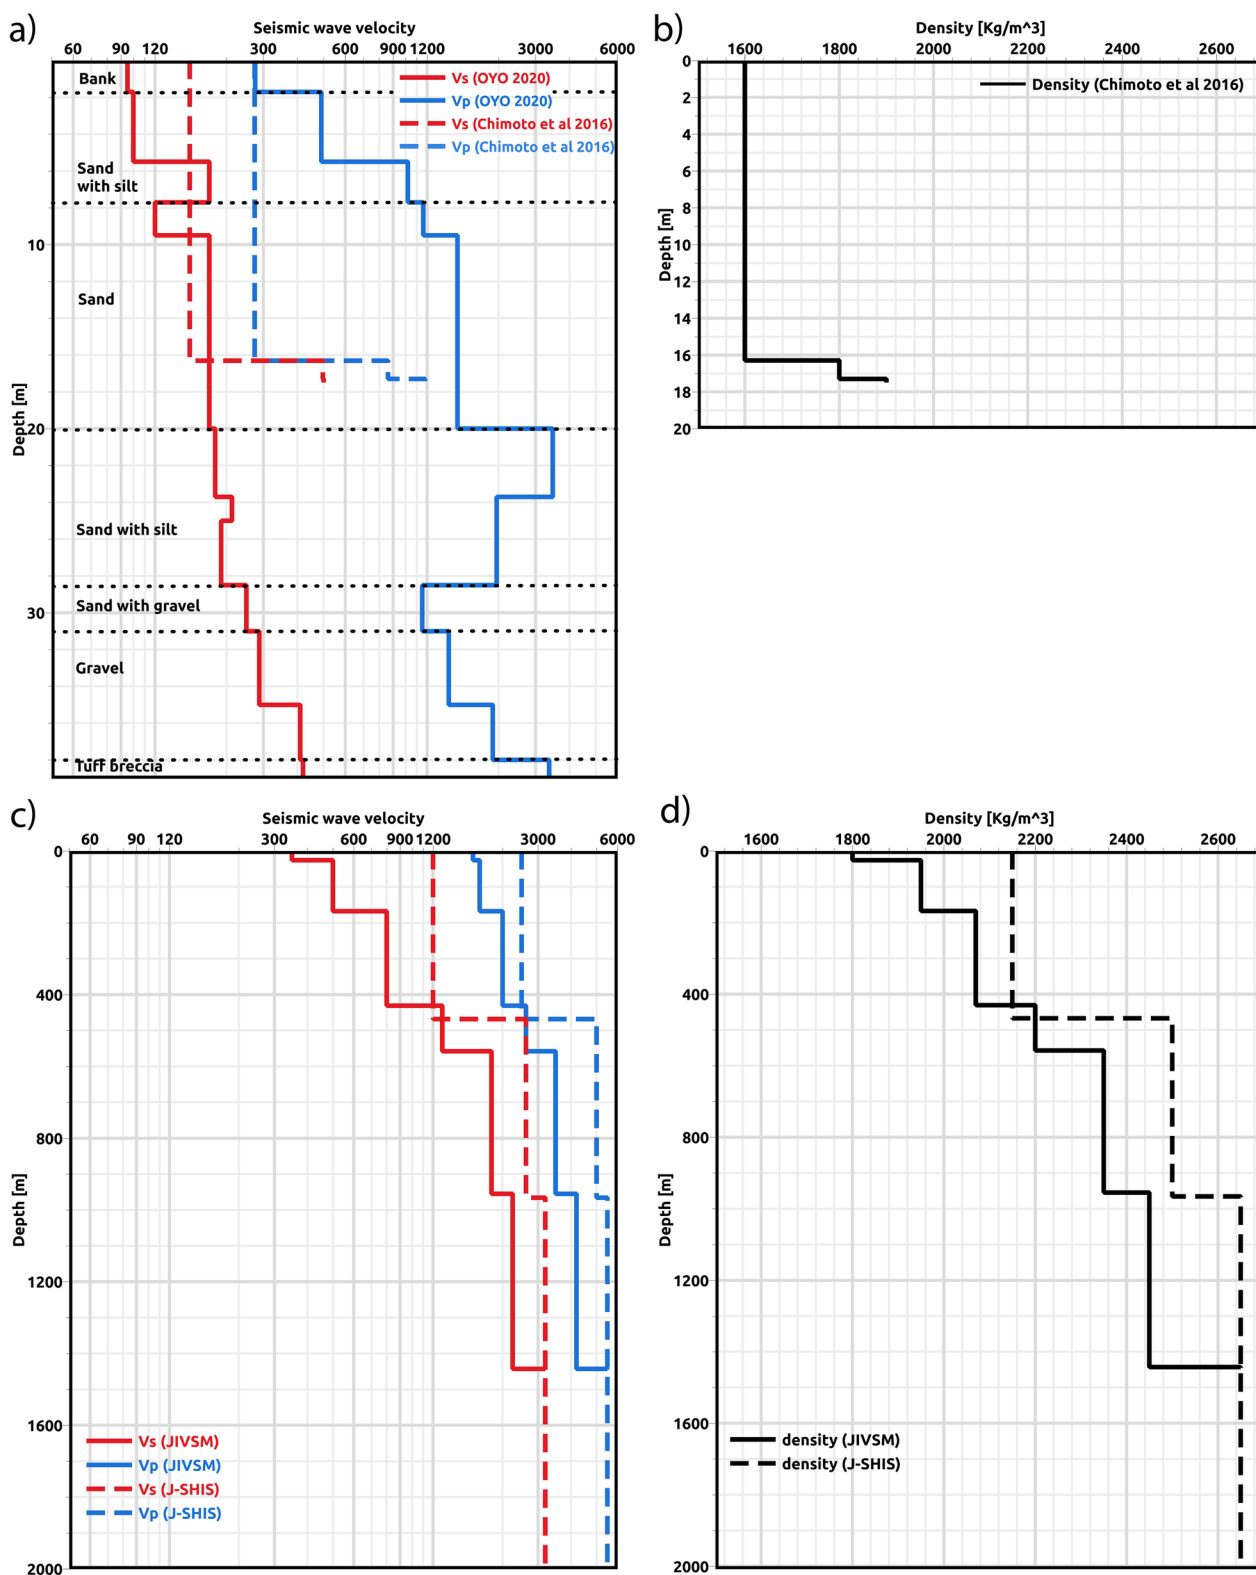 a)
Seismic wave velocity
60 90 120 300 600 900 1200 3000 6000
Bank
Vs (OYO 2020)
Vp (OYO 2020)
Vs (Chimoto et al 2016)
Vp (Chimoto et al 2016)
Sand
with silt
10
Sand
Depth [m]
20
Sand with silt
Sand with gravel
30
Gravel
Tuff breccia
b)
Density [Kg/m^3]
1600 1800 2000 2200 2400 2600
0
Density (Chimoto et al 2016)
2
4
6
8
Depth [m]
10
12
14
16
18
20
c)
Seismic wave velocity
60 90 120 300 600 900 1200 3000 6000
0
400
800
Depth [m]
1200
1600
Vs (JIVSM)
Vp (JIVSM)
Vs (J-SHIS)
Vp (J-SHIS)
2000
d)
Density [Kg/m^3]
1600 1800 2000 2200 2400 2600
0
400
800
Depth [m]
1200
1600
density (JIVSM)
density (J-SHIS)
2000